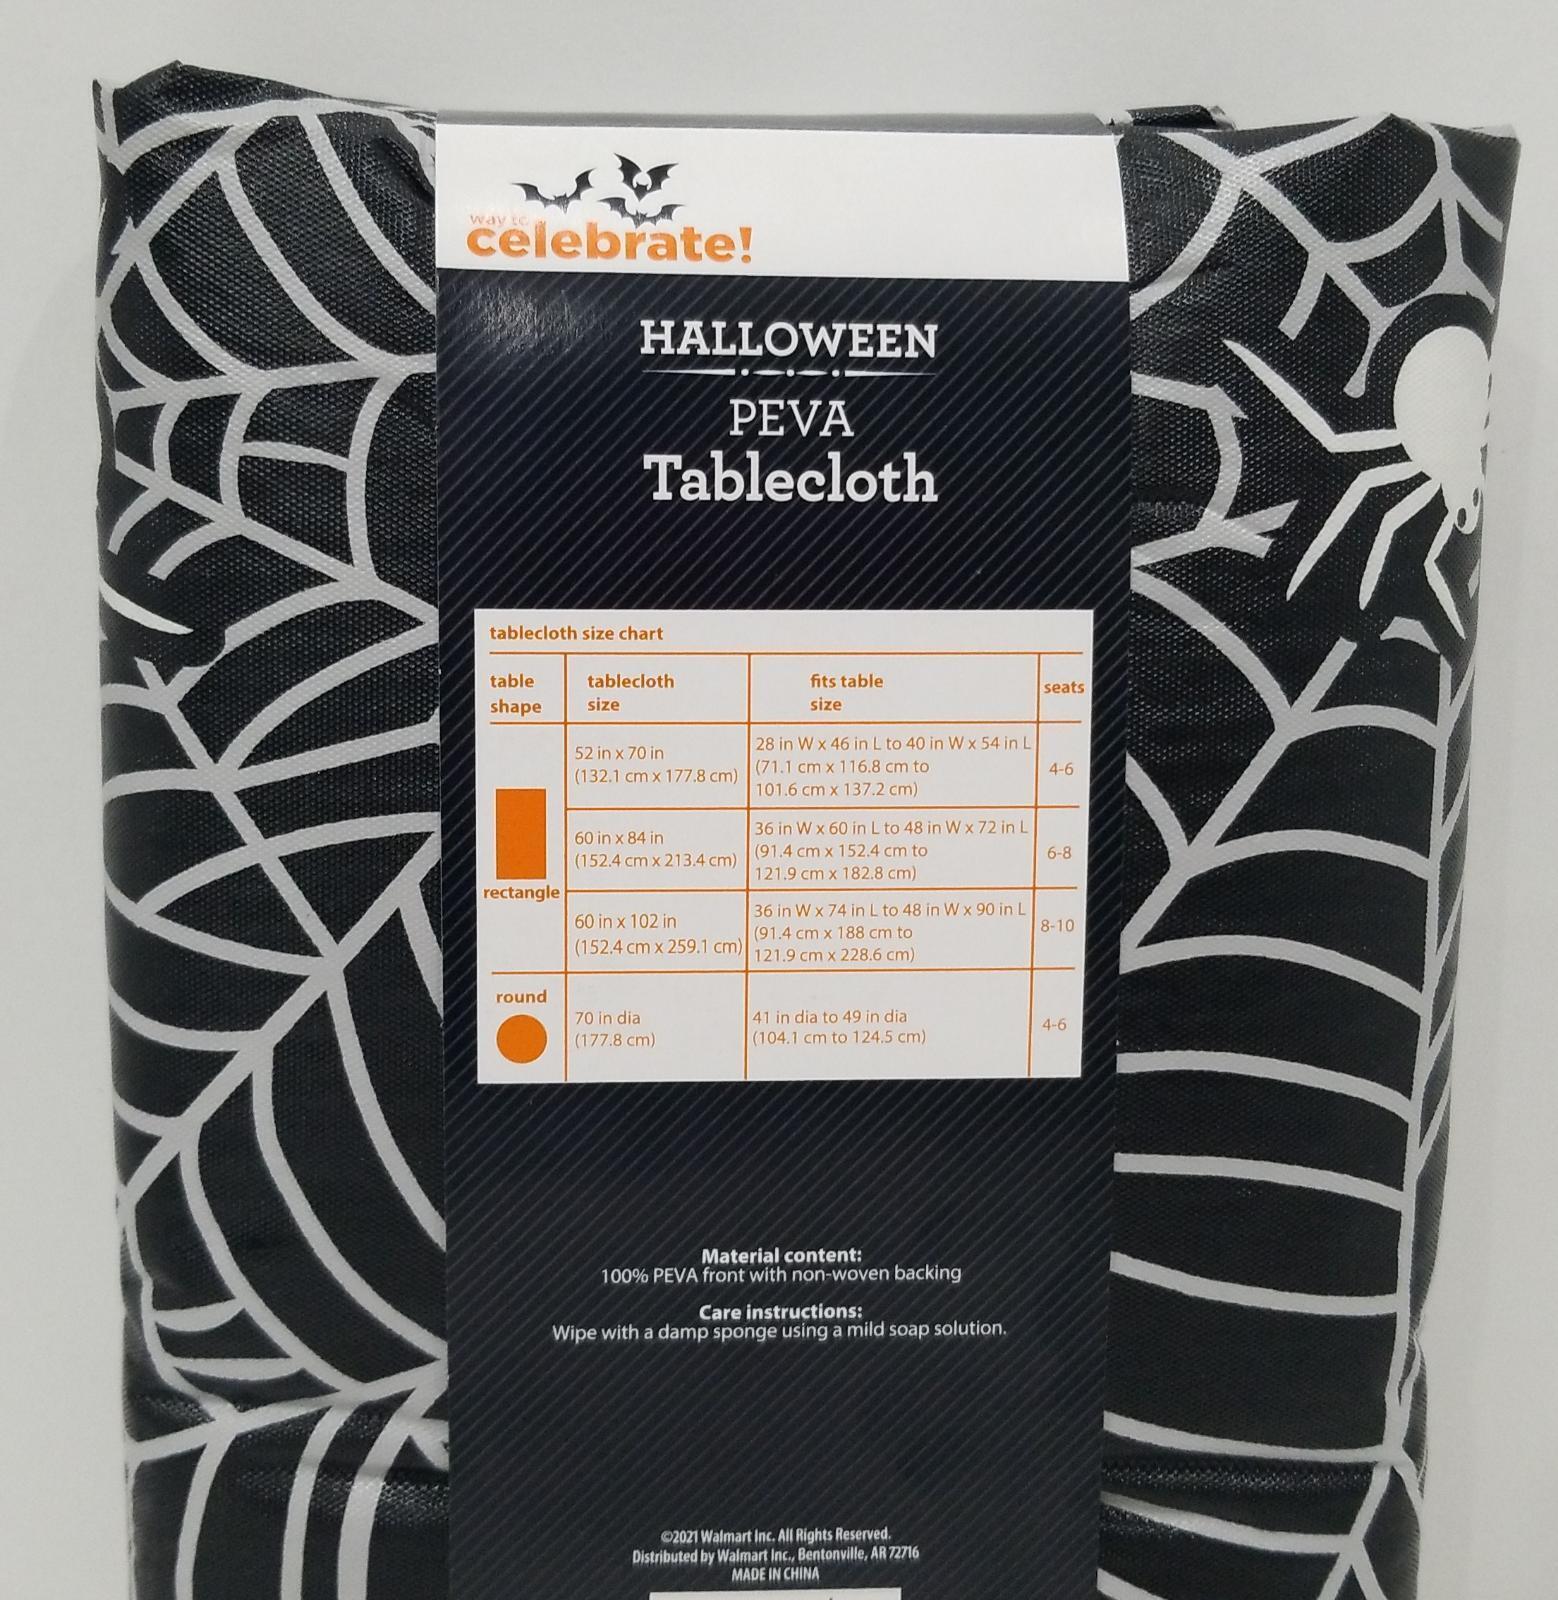 way to
celebrate!
HALLOWEEN
PEVA
Tablecloth
tablecloth size chart
table
shape
tablecloth
size
fits table
size
seats
rectangle
52 in x 70 in
(132.1 cm x 177.8 cm)
28 in W x 46 in L to 40 in W x 54 in L
(71.1 cm x 116.8 cm to
101.6 cm x 137.2 cm)
4-6
60 in x 84 in
(152.4 cm x 213.4 cm)
36 in W x 60 in L to 48 in W x 72 in L
(91.4 cm x 152.4 cm to
121.9 cm x 182.8 cm)
6-8
60 in x 102 in
(152.4 cm x 259.1 cm)
36 in W x 74 in L to 48 in W x 90 in L
(91.4 cm x 188 cm to
121.9 cm x 228.6 cm)
8-10
round
70 in dia
(177.8 cm)
41 in dia to 49 in dia
(104.1 cm to 124.5 cm)
4-6
Material content:
100% PEVA front with non-woven backing
Care instructions:
Wipe with a damp sponge using a mild soap solution.
©2021 Walmart Inc. All Rights Reserved.
Distributed by Walmart Inc., Bentonville, AR 72716
MADE IN CHINA